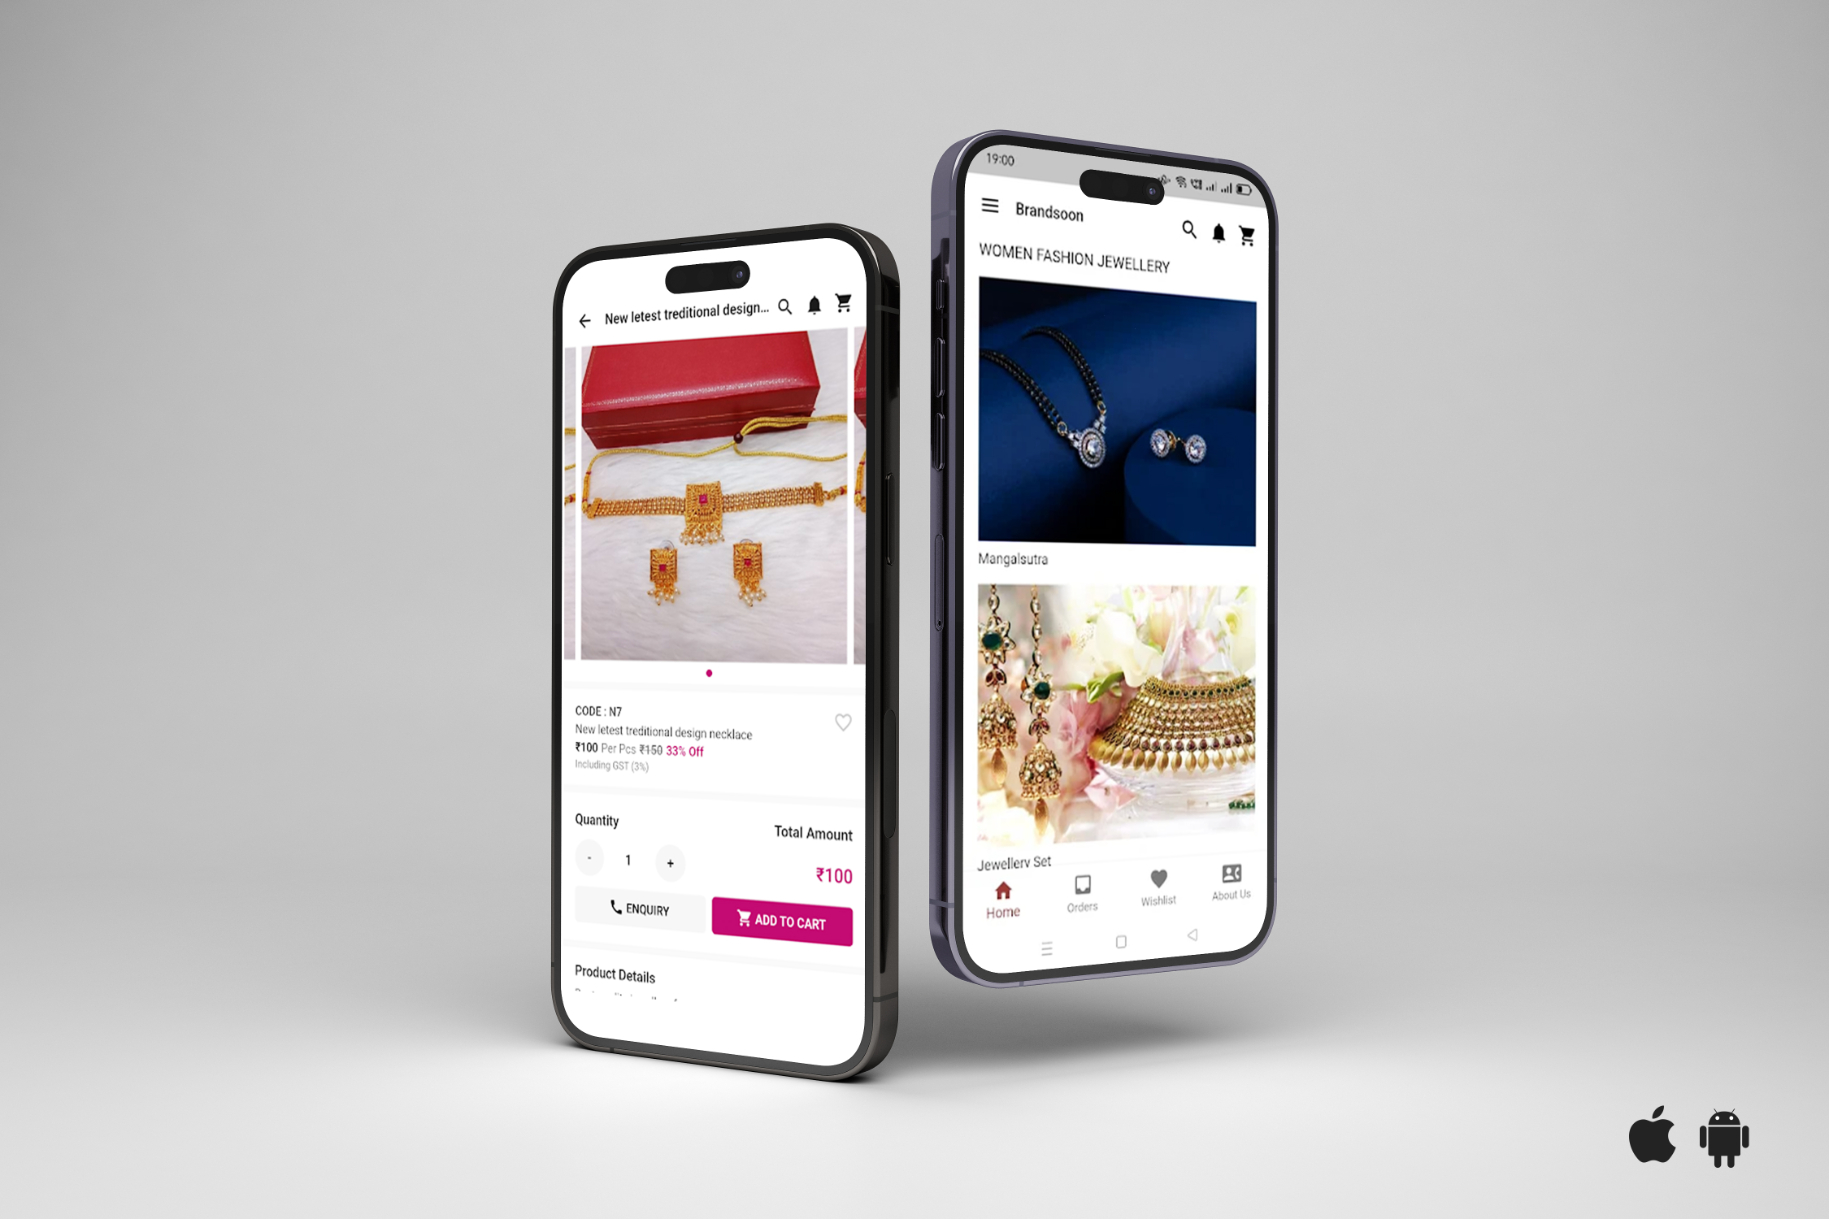 New letest treditional design...
CODE : N7
New letest treditional design necklace
₹100 Per Pcs ₹150 33% Off
Including GST (3%)
Quantity
Total Amount
- 1 +
₹100
ENQUIRY
ADD TO CART
Product Details
19:00
Brandsoon
WOMEN FASHION JEWELLERY
Mangalsutra
Jewellery Set
Home
Orders
Wishlist
About Us